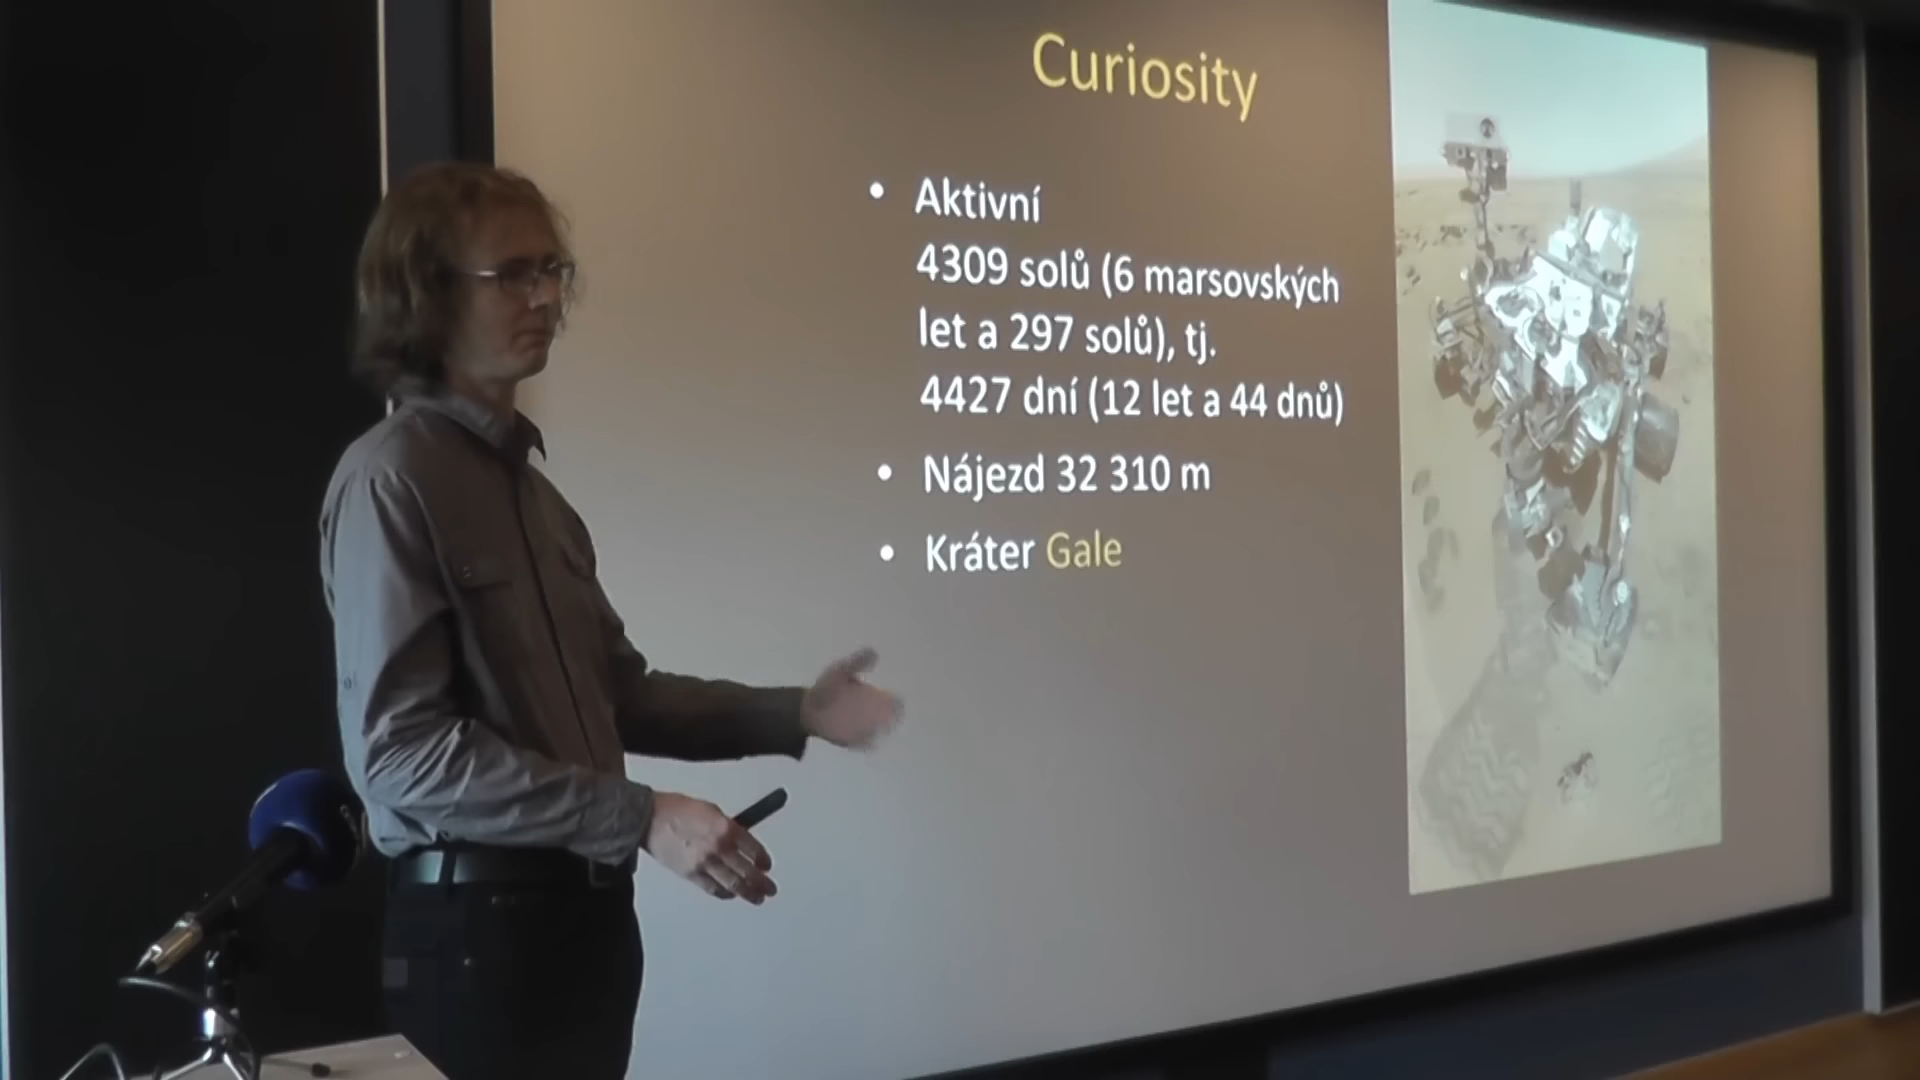 Curiosity
• Aktivní
4309 solů (6 marsovských
let a 297 solů), tj.
4427 dní (12 let a 44 dnů)
• Nájezd 32 310 m
• Kráter Gale